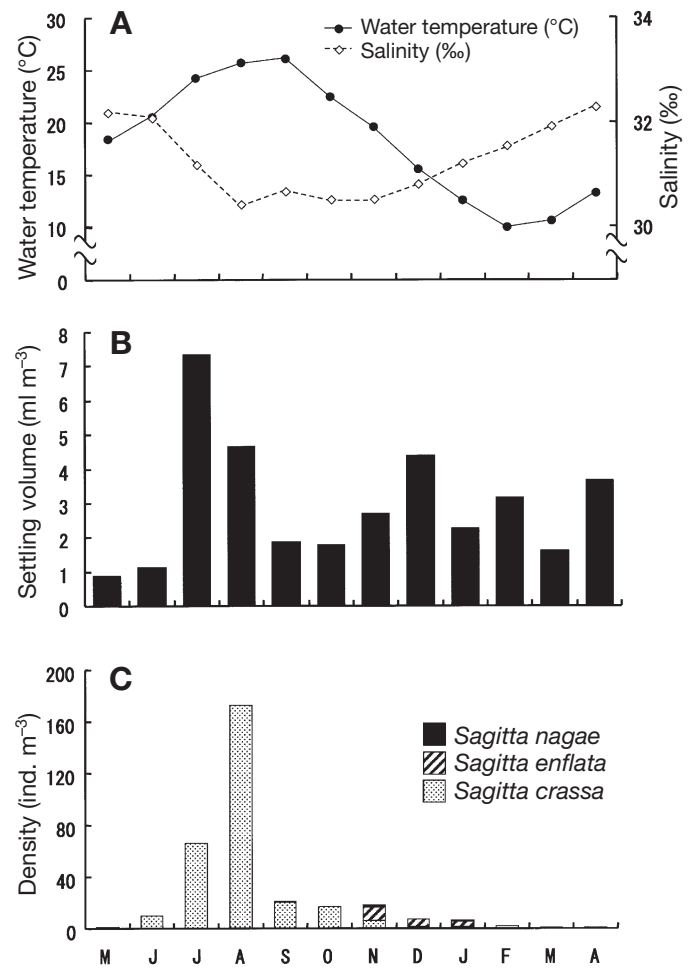 A
Water temperature (°C)
Salinity (‰)
Water temperature (°C)
30
25
20
15
10
0
Salinity (‰)
34
32
30
B
Settling volume (ml m⁻³)
8
7
6
5
4
3
2
1
0
C
Density (ind. m⁻³)
200
160
120
80
40
0
Sagitta nagae
Sagitta enflata
Sagitta crassa
M J J A S O N D J F M A